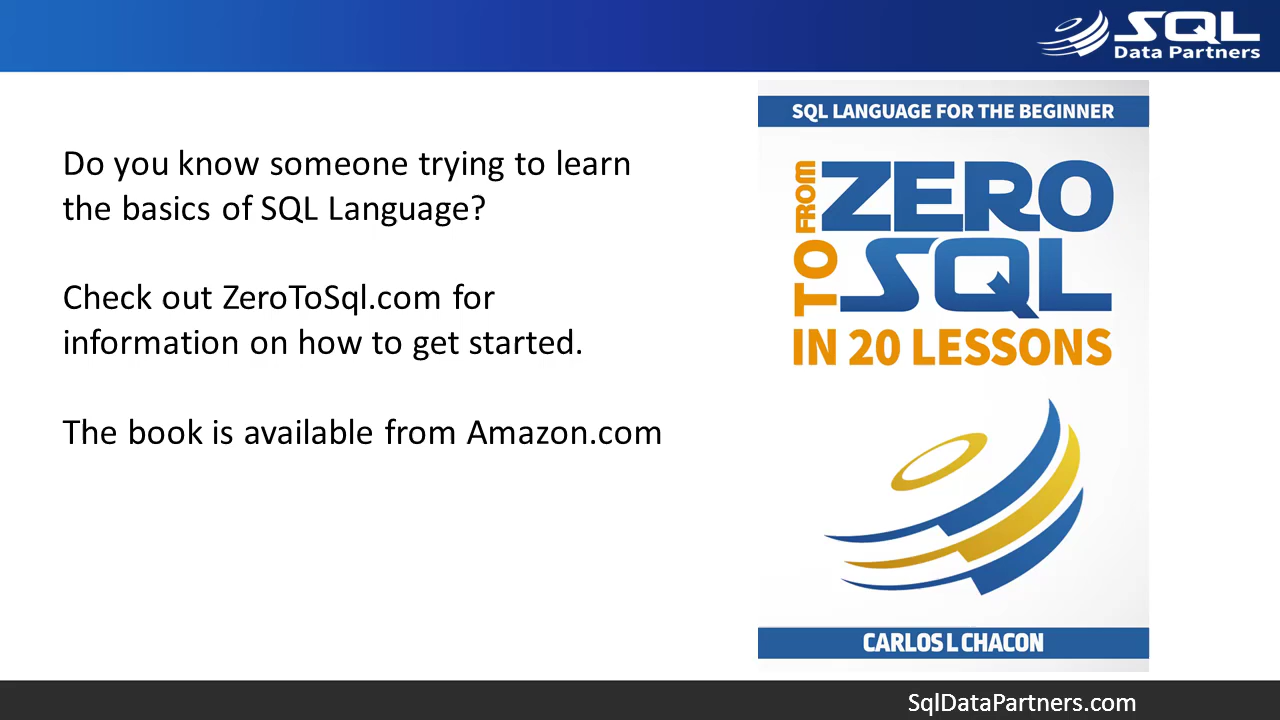 SQL
Data Partners
Do you know someone trying to learn
the basics of SQL Language?
Check out ZeroToSql.com for
information on how to get started.
The book is available from Amazon.com
SQL LANGUAGE FOR THE BEGINNER
FROM ZERO
TO SQL
IN 20 LESSONS
CARLOS L CHACON
SqlDataPartners.com